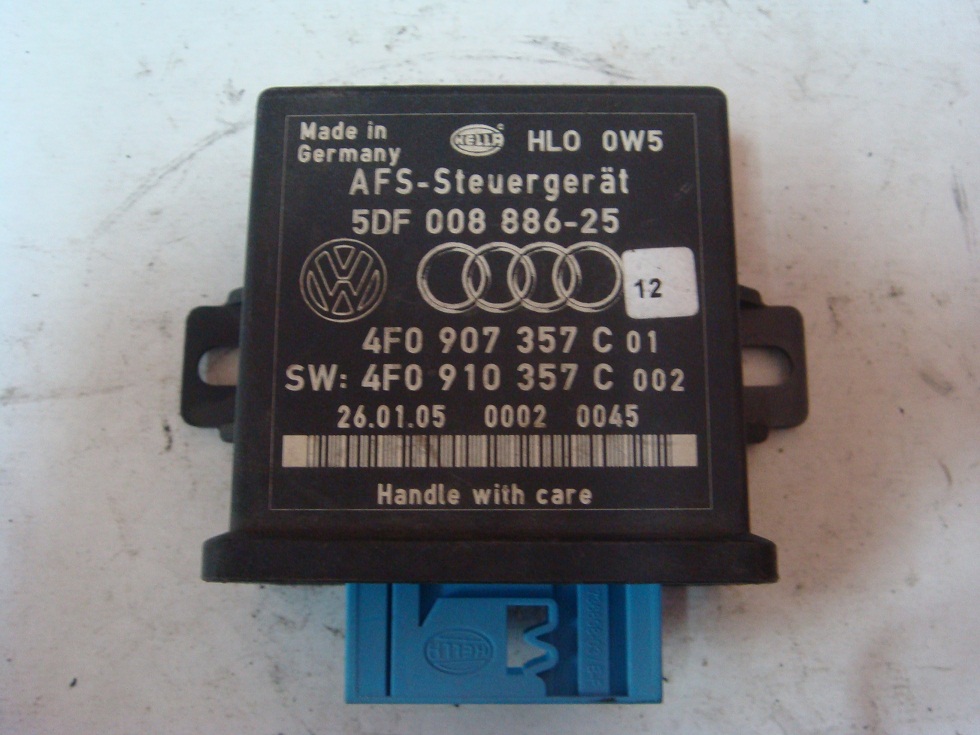 Made in HELLA HLO 0W5
Germany
AFS-Steuergerät
5DF 008 886-25
VW 12
4F0 907 357 C 01
SW: 4F0 910 357 C 002
26.01.05 0002 0045
Handle with care
HELLA